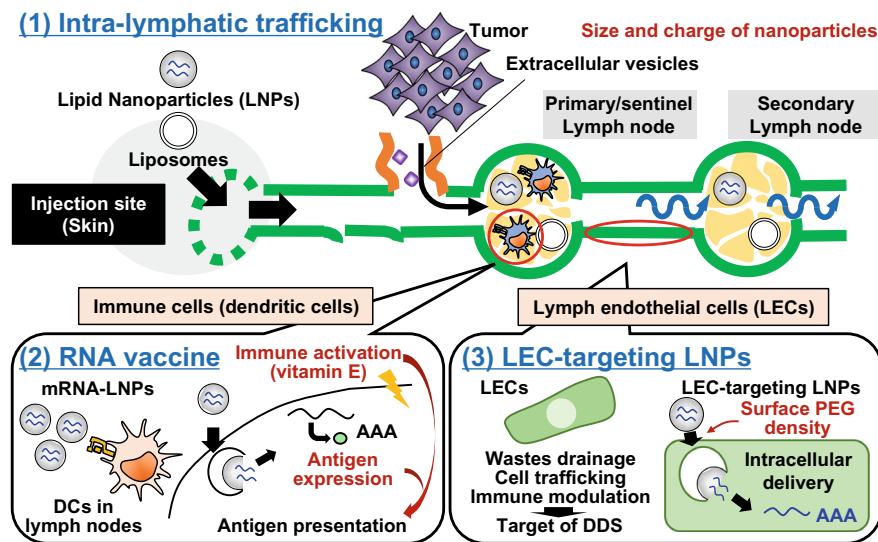 (1) Intra-lymphatic trafficking
Tumor
Size and charge of nanoparticles
Extracellular vesicles
Lipid Nanoparticles (LNPs)
Primary/sentinel
Lymph node
Secondary
Lymph node
Liposomes
Injection site
(Skin)
Immune cells (dendritic cells)
Lymph endothelial cells (LECs)
(2) RNA vaccine
Immune activation
(vitamin E)
mRNA-LNPs
AAA
Antigen
expression
DCs in
lymph nodes
Antigen presentation
(3) LEC-targeting LNPs
LECs
LEC-targeting LNPs
Surface PEG
density
Wastes drainage
Cell trafficking
Immune modulation
Target of DDS
Intracellular
delivery
AAA